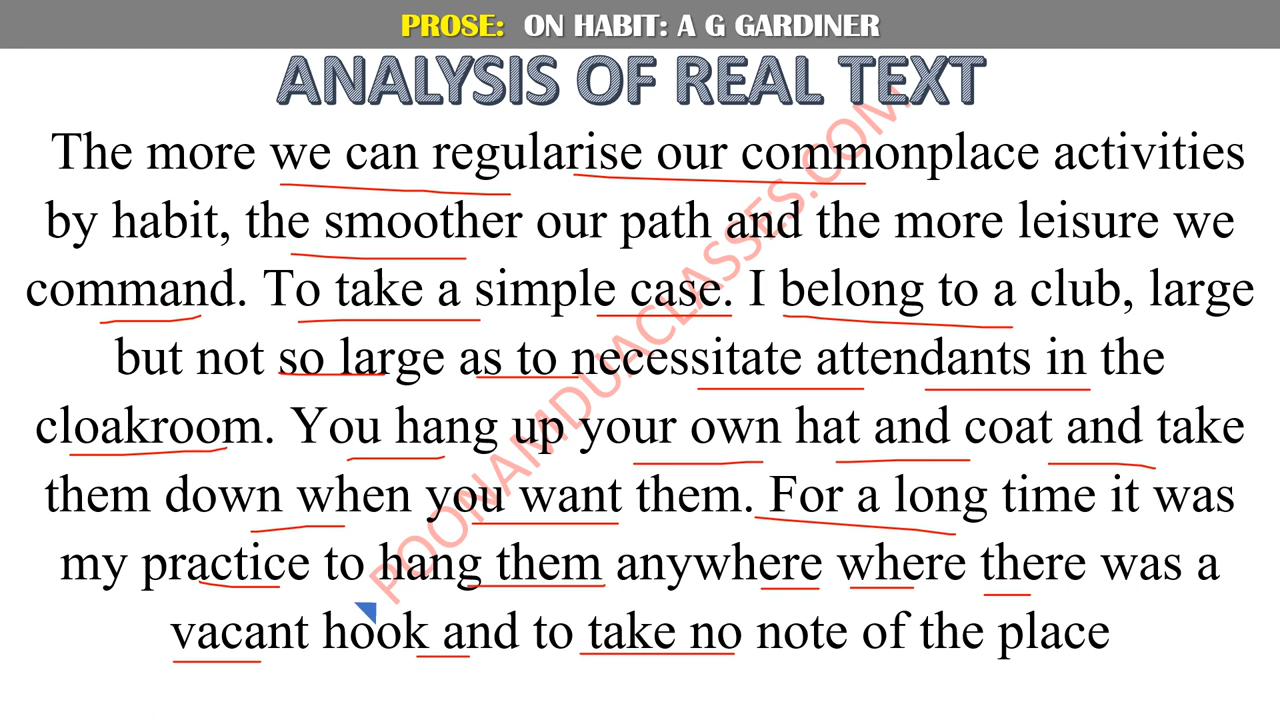 PROSE: ON HABIT: A G GARDINER
ANALYSIS OF REAL TEXT
The more we can regularise our commonplace activities
by habit, the smoother our path and the more leisure we
command. To take a simple case. I belong to a club, large
but not so large as to necessitate attendants in the
cloakroom. You hang up your own hat and coat and take
them down when you want them. For a long time it was
my practice to hang them anywhere where there was a
vacant hook and to take no note of the place
POONAMDUACLASSES.COM